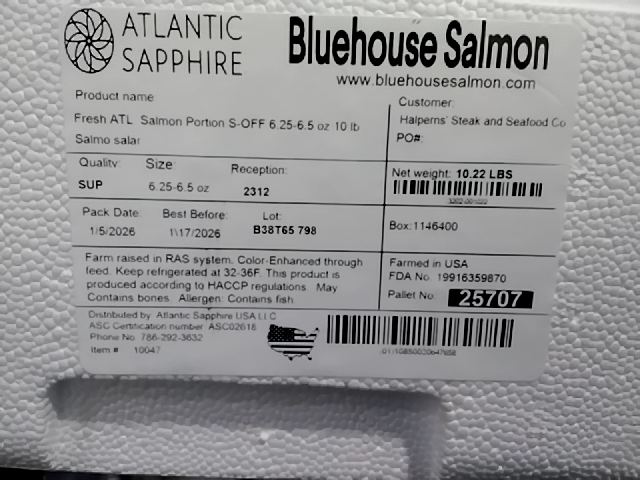 ATLANTIC
SAPPHIRE
Bluehouse Salmon
www.bluehousesalmon.com
Product name
Fresh ATL Salmon Portion S-OFF 6.25-6.5 oz 10 lb
Salmo salar
Customer:
Halperns' Steak and Seafood Co
PO#:
Quality: Size: Reception:
SUP 6.25-6.5 oz 2312
Net weight: 10.22 LBS
Pack Date: Best Before: Lot:
1/5/2026 1/17/2026 B38T65 798
Box: 1146400
Farm raised in RAS system. Color-Enhanced through
feed. Keep refrigerated at 32-36F. This product is
produced according to HACCP regulations. May
Contains bones. Allergen: Contains fish.
Farmed in USA
FDA No. 19916359870
Pallet No: 25707
Distributed by: Atlantic Sapphire USA LLC
ASC Certification number: ASC02618
Phone No: 786-292-3632
Item # 10047